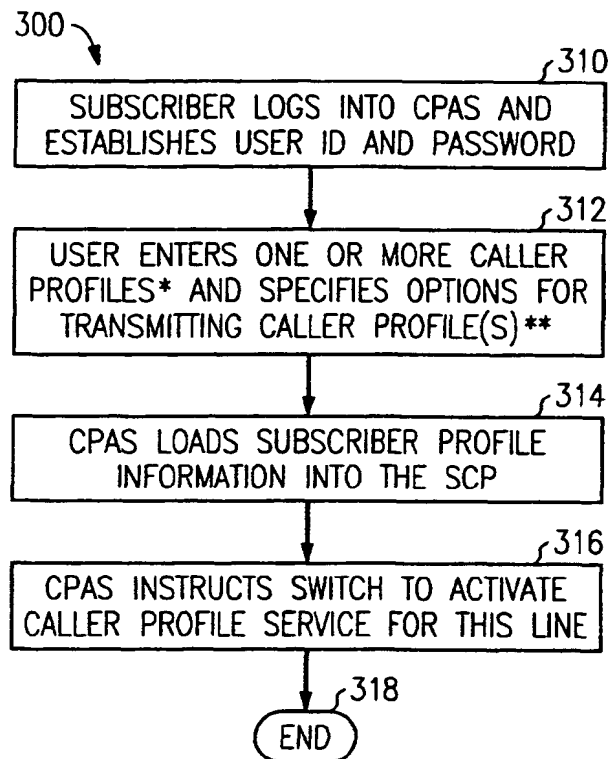 300
310
SUBSCRIBER LOGS INTO CPAS AND
ESTABLISHES USER ID AND PASSWORD
312
USER ENTERS ONE OR MORE CALLER
PROFILES* AND SPECIFIES OPTIONS FOR
TRANSMITTING CALLER PROFILE(S)**
314
CPAS LOADS SUBSCRIBER PROFILE
INFORMATION INTO THE SCP
316
CPAS INSTRUCTS SWITCH TO ACTIVATE
CALLER PROFILE SERVICE FOR THIS LINE
318
END